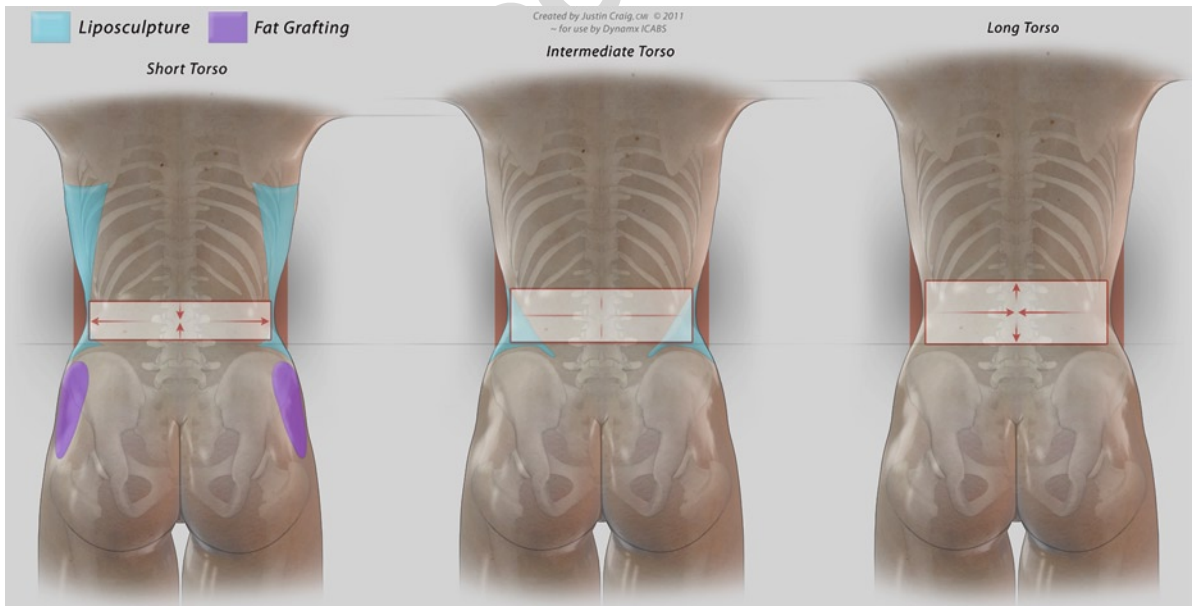 Liposculpture
Fat Grafting
Created by Justin Craig, CMI © 2011
~ for use by Dynamx ICABS
Short Torso
Intermediate Torso
Long Torso